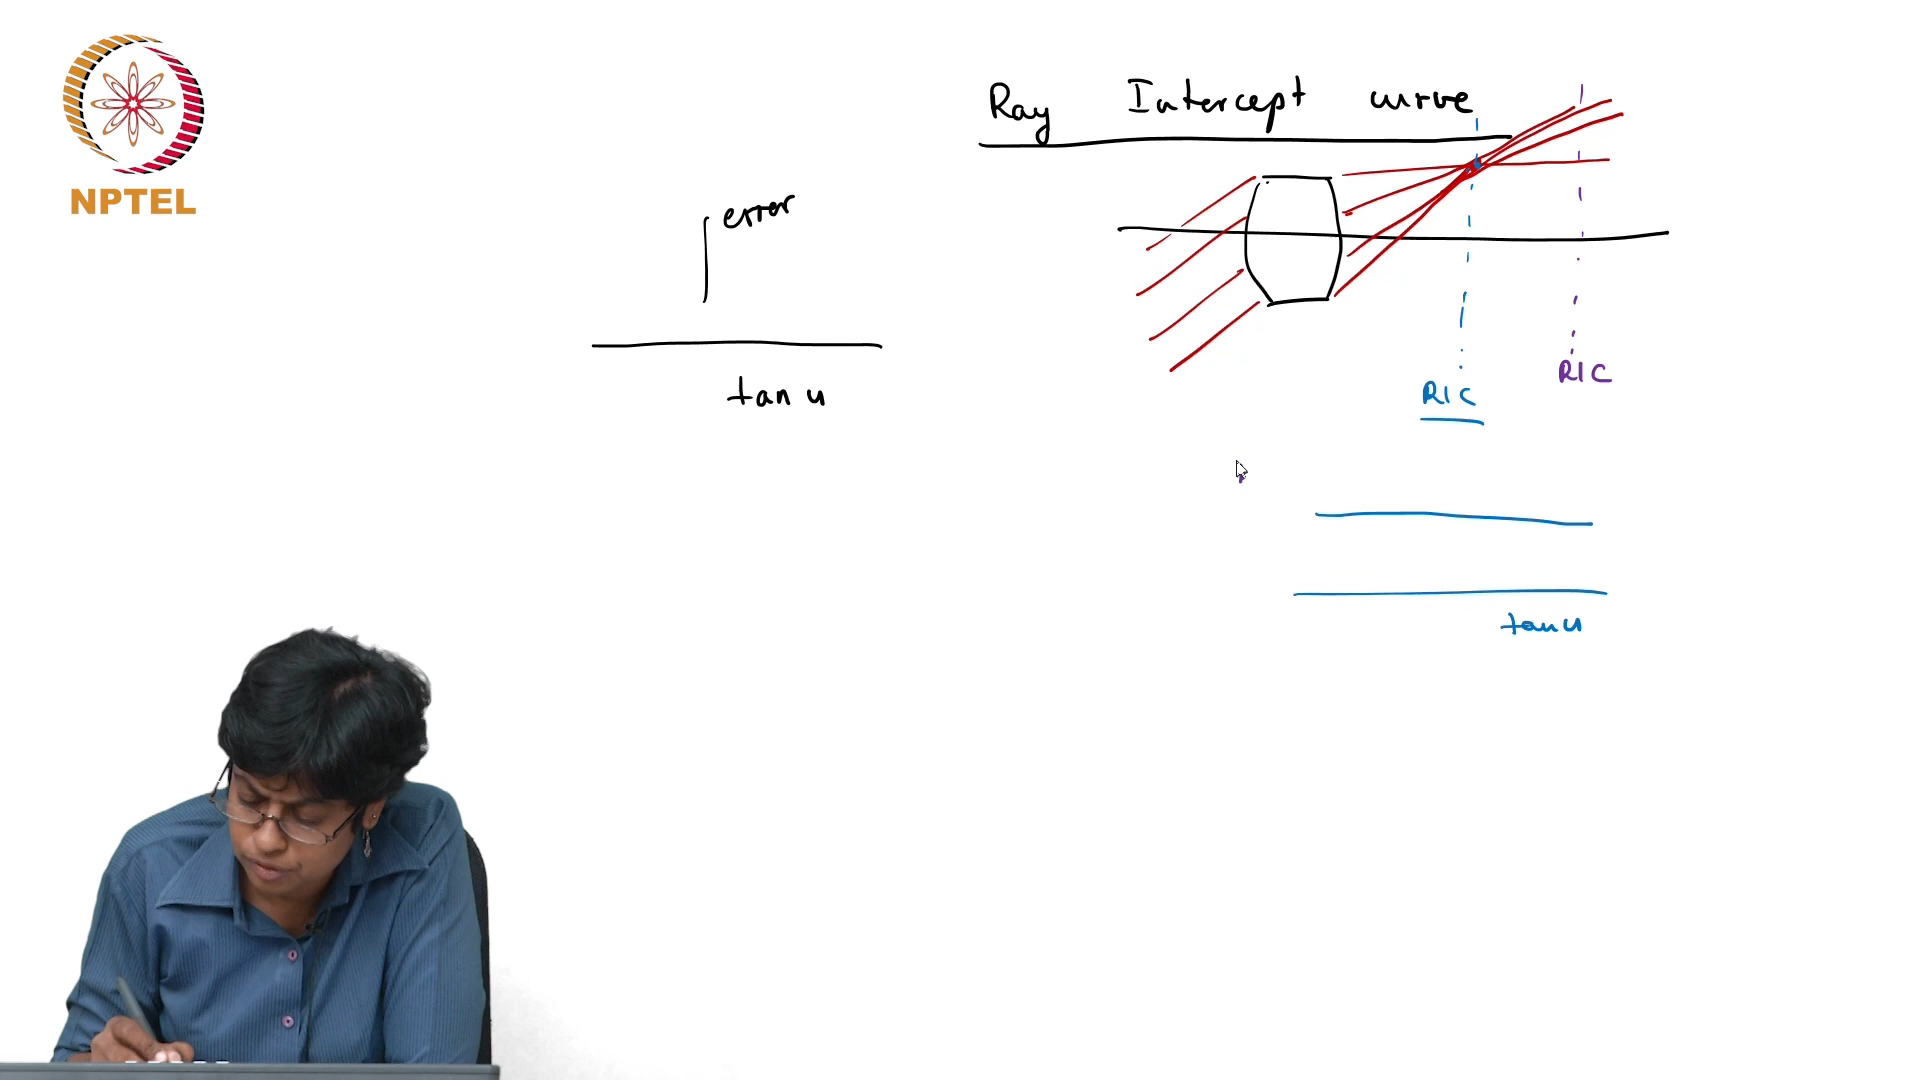 NPTEL
Ray Intercept curve
error
tan u
RIC
RIC
tan u